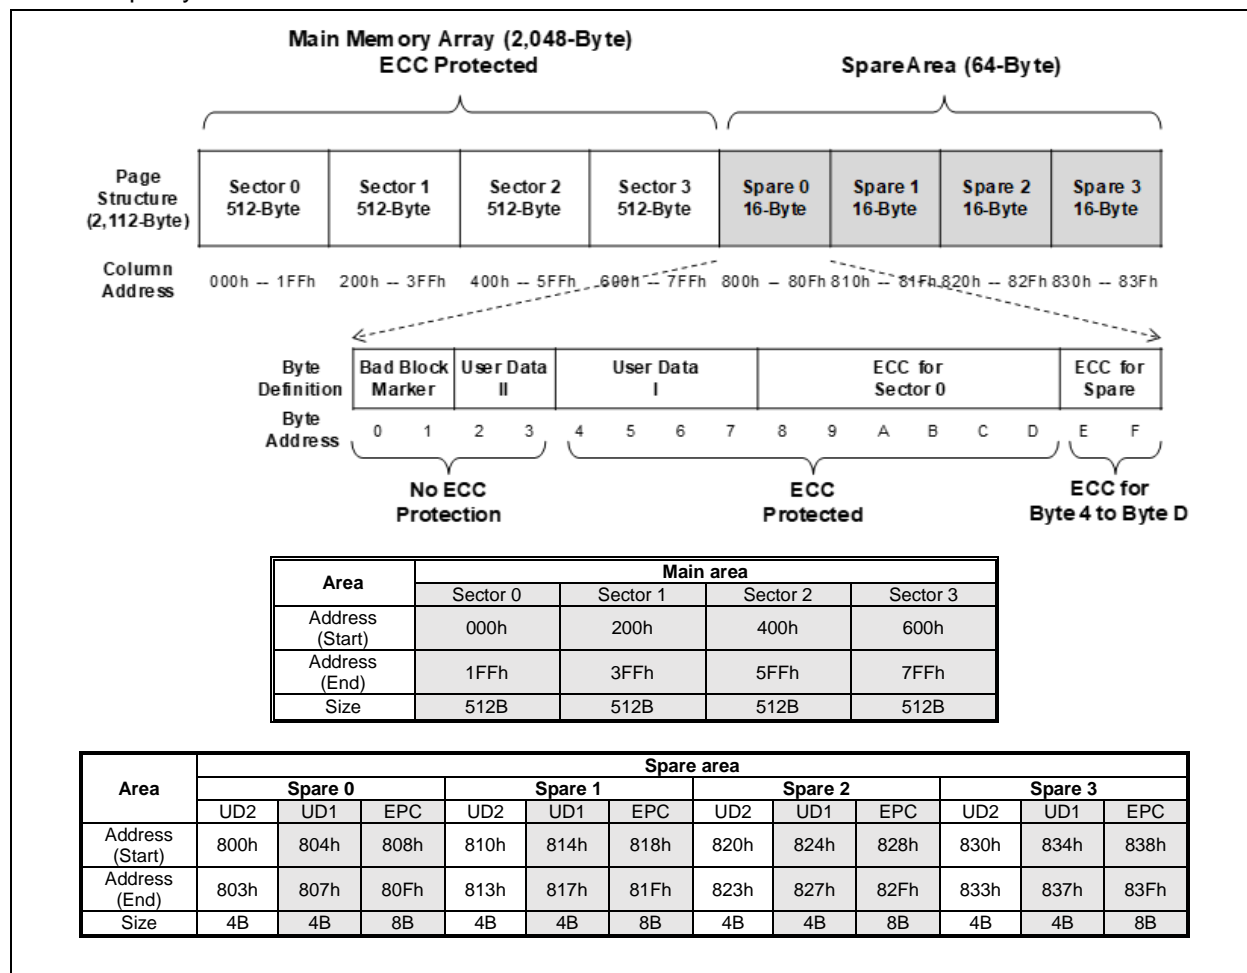 Main Memory Array (2,048-Byte)
ECC Protected
Spare Area (64-Byte)
Page
Structure
(2,112-Byte)
Sector 0
512-Byte
Sector 1
512-Byte
Sector 2
512-Byte
Sector 3
512-Byte
Spare 0
16-Byte
Spare 1
16-Byte
Spare 2
16-Byte
Spare 3
16-Byte
Column
Address
000h -- 1FFh 200h -- 3FFh 400h -- 5FFh 600h -- 7FFh 800h -- 80Fh 810h -- 81Fh 820h -- 82Fh 830h -- 83Fh
Byte
Definition
Bad Block
Marker
User Data
II
User Data
I
ECC for
Sector 0
ECC for
Spare
Byte
Address
0 1 2 3 4 5 6 7 8 9 A B C D E F
No ECC
Protection
ECC
Protected
ECC for
Byte 4 to Byte D
Area Main area
Sector 0 Sector 1 Sector 2 Sector 3
Address
(Start) 000h 200h 400h 600h
Address
(End) 1FFh 3FFh 5FFh 7FFh
Size 512B 512B 512B 512B
Area Spare area
Spare 0 Spare 1 Spare 2 Spare 3
UD2 UD1 EPC UD2 UD1 EPC UD2 UD1 EPC UD2 UD1 EPC
Address
(Start) 800h 804h 808h 810h 814h 818h 820h 824h 828h 830h 834h 838h
Address
(End) 803h 807h 80Fh 813h 817h 81Fh 823h 827h 82Fh 833h 837h 83Fh
Size 4B 4B 8B 4B 4B 8B 4B 4B 8B 4B 4B 8B